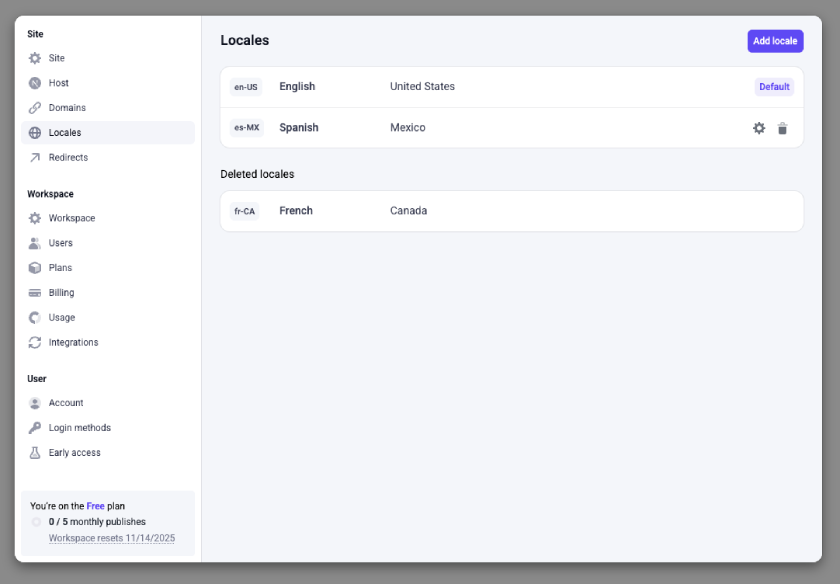 Site
Site
Host
Domains
Locales
Redirects
Workspace
Workspace
Users
Plans
Billing
Usage
Integrations
User
Account
Login methods
Early access
You're on the Free plan
0 / 5 monthly publishes
Workspace resets 11/14/2025
Locales
Add locale
en-US English United States Default
es-MX Spanish Mexico
Deleted locales
fr-CA French Canada